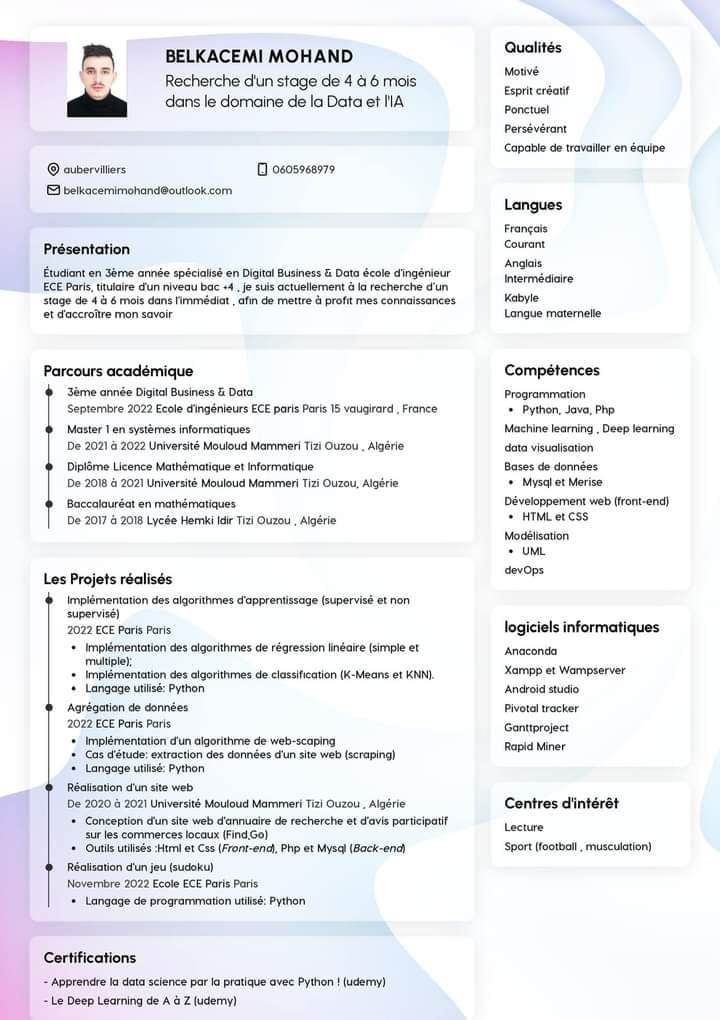 BELKACEMI MOHAND
Recherche d'un stage de 4 à 6 mois
dans le domaine de la Data et l'IA
aubervilliers
0605968979
belkacemimohand@outlook.com
Présentation
Étudiant en 3ème année spécialisé en Digital Business & Data école d'ingénieur
ECE Paris, titulaire d'un niveau bac +4 , je suis actuellement à la recherche d'un
stage de 4 à 6 mois dans l'immédiat , afin de mettre à profit mes connaissances
et d'accroître mon savoir
Parcours académique
3ème année Digital Business & Data
Septembre 2022 Ecole d'ingénieurs ECE paris Paris 15 vaugirard , France
Master 1 en systèmes informatiques
De 2021 à 2022 Université Mouloud Mammeri Tizi Ouzou , Algérie
Diplôme Licence Mathématique et Informatique
De 2018 à 2021 Université Mouloud Mammeri Tizi Ouzou, Algérie
Baccalauréat en mathématiques
De 2017 à 2018 Lycée Hemki Idir Tizi Ouzou , Algérie
Les Projets réalisés
Implémentation des algorithmes d'apprentissage (supervisé et non
supervisé)
2022 ECE Paris Paris
• Implémentation des algorithmes de régression linéaire (simple et
multiple);
• Implémentation des algorithmes de classification (K-Means et KNN).
• Langage utilisé: Python
Agrégation de données
2022 ECE Paris Paris
• Implémentation d'un algorithme de web-scaping
• Cas d'étude: extraction des données d'un site web (scraping)
• Langage utilisé: Python
Réalisation d'un site web
De 2020 à 2021 Université Mouloud Mammeri Tizi Ouzou , Algérie
• Conception d'un site web d'annuaire de recherche et d'avis participatif
sur les commerces locaux (Find,Go)
• Outils utilisés :Html et Css (Front-end), Php et Mysql (Back-end)
Réalisation d'un jeu (sudoku)
Novembre 2022 Ecole ECE Paris Paris
• Langage de programmation utilisé: Python
Certifications
- Apprendre la data science par la pratique avec Python ! (udemy)
- Le Deep Learning de A à Z (udemy)
Qualités
Motivé
Esprit créatif
Ponctuel
Persévérant
Capable de travailler en équipe
Langues
Français
Courant
Anglais
Intermédiaire
Kabyle
Langue maternelle
Compétences
Programmation
• Python, Java, Php
Machine learning , Deep learning
data visualisation
Bases de données
• Mysql et Merise
Développement web (front-end)
• HTML et CSS
Modélisation
• UML
devOps
logiciels informatiques
Anaconda
Xampp et Wampserver
Android studio
Pivotal tracker
Ganttproject
Rapid Miner
Centres d'intérêt
Lecture
Sport (football , musculation)